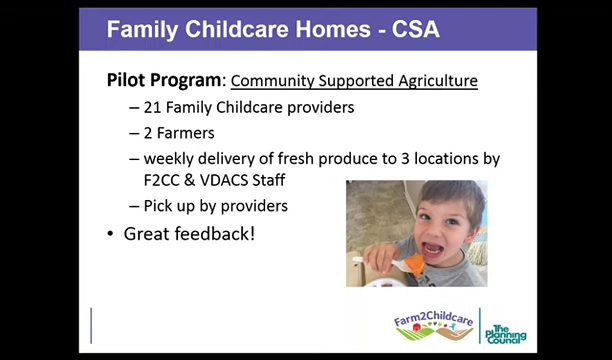 Family Childcare Homes - CSA
Pilot Program: Community Supported Agriculture
– 21 Family Childcare providers
– 2 Farmers
– weekly delivery of fresh produce to 3 locations by
F2CC & VDACS Staff
– Pick up by providers
• Great feedback!
Farm2Childcare
The
Planning
Council